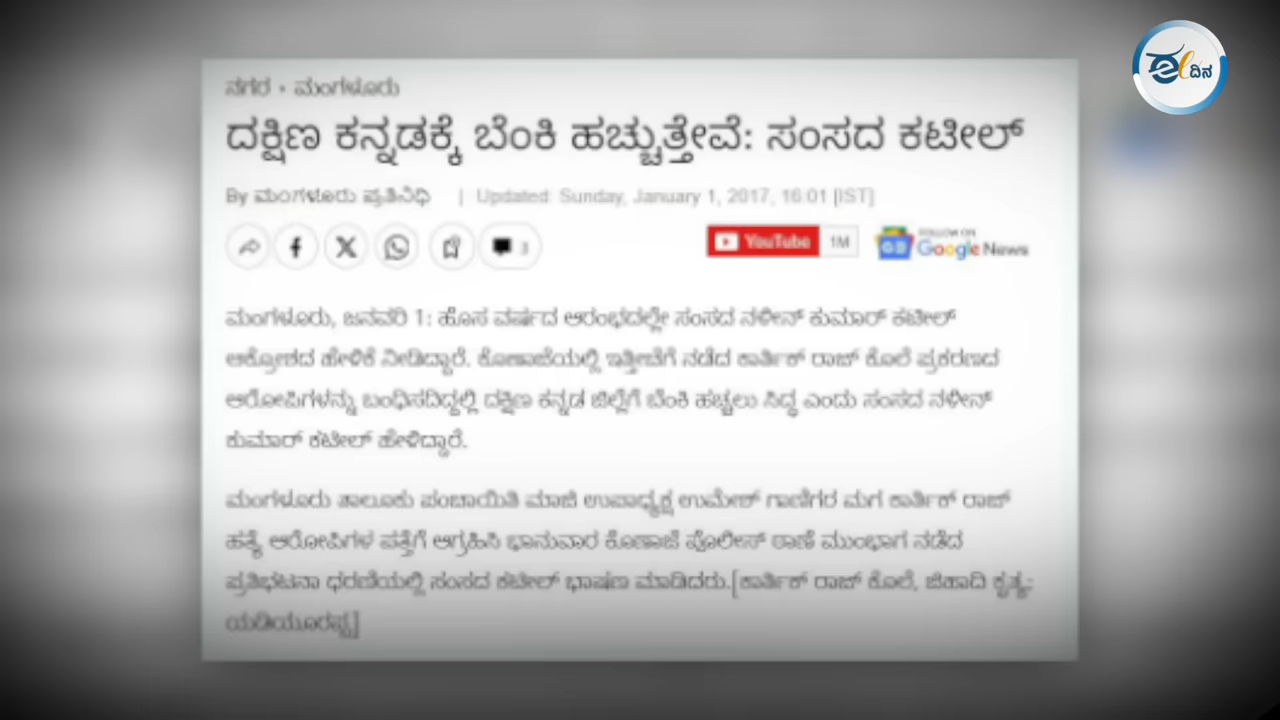 ಈ ದಿನ
ನಗರ • ಮಂಗಳೂರು
ದಕ್ಷಿಣ ಕನ್ನಡಕ್ಕೆ ಬೆಂಕಿ ಹಚ್ಚುತ್ತೇವೆ: ಸಂಸದ ಕಟೀಲ್
By ಮಂಗಳೂರು ಪ್ರತಿನಿಧಿ | Updated: Sunday, January 1, 2017, 16:01 [IST]
3 YouTube 1M FOLLOW ON Google News
ಮಂಗಳೂರು, ಜನವರಿ 1: ಹೊಸ ವರ್ಷದ ಆರಂಭದಲ್ಲೇ ಸಂಸದ ನಳೀನ್ ಕುಮಾರ್ ಕಟೀಲ್
ಆಕ್ರೋಶದ ಹೇಳಿಕೆ ನೀಡಿದ್ದಾರೆ. ಕೊಣಾಜೆಯಲ್ಲಿ ಇತ್ತೀಚೆಗೆ ನಡೆದ ಕಾರ್ತಿಕ್ ರಾಜ್ ಕೊಲೆ ಪ್ರಕರಣದ
ಆರೋಪಿಗಳನ್ನು ಬಂಧಿಸದಿದ್ದಲ್ಲಿ ದಕ್ಷಿಣ ಕನ್ನಡ ಜಿಲ್ಲೆಗೆ ಬೆಂಕಿ ಹಚ್ಚಲು ಸಿದ್ಧ ಎಂದು ಸಂಸದ ನಳೀನ್
ಕುಮಾರ್ ಕಟೀಲ್ ಹೇಳಿದ್ದಾರೆ.
ಮಂಗಳೂರು ತಾಲೂಕು ಪಂಚಾಯಿತಿ ಮಾಜಿ ಉಪಾಧ್ಯಕ್ಷ ಉಮೇಶ್ ಗಾಣಿಗರ ಮಗ ಕಾರ್ತಿಕ್ ರಾಜ್
ಹತ್ಯೆ ಆರೋಪಿಗಳ ಪತ್ತೆಗೆ ಆಗ್ರಹಿಸಿ ಭಾನುವಾರ ಕೊಣಾಜೆ ಪೊಲೀಸ್ ಠಾಣೆ ಮುಂಭಾಗ ನಡೆದ
ಪ್ರತಿಭಟನಾ ಧರಣಿಯಲ್ಲಿ ಸಂಸದ ಕಟೀಲ್ ಭಾಷಣ ಮಾಡಿದರು.[ಕಾರ್ತಿಕ್ ರಾಜ್ ಕೊಲೆ, ಜಿಹಾದಿ ಕೃತ್ಯ:
ಯಡಿಯೂರಪ್ಪ]